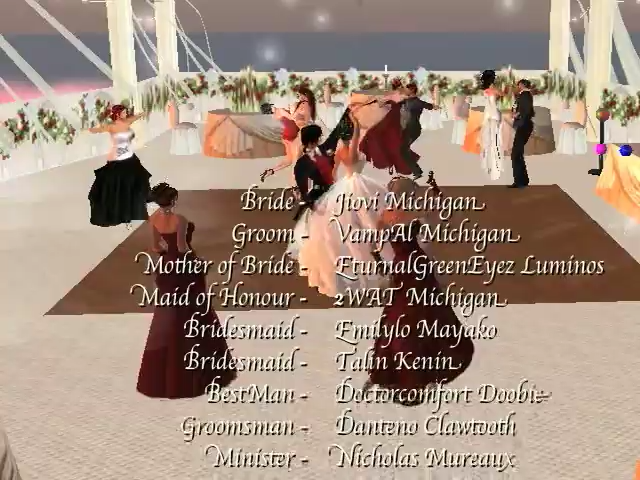 Bride - Jiovi Michigan
Groom - VampAl Michigan
Mother of Bride - EturnalGreenEyez Luminos
Maid of Honour - 2WAT Michigan
Bridesmaid - Emilylo Mayako
Bridesmaid - Talin Kenin
BestMan - Doctorcomfort Doobie
Groomsman - Danteno Clawtooth
Minister - Nicholas Mureaux